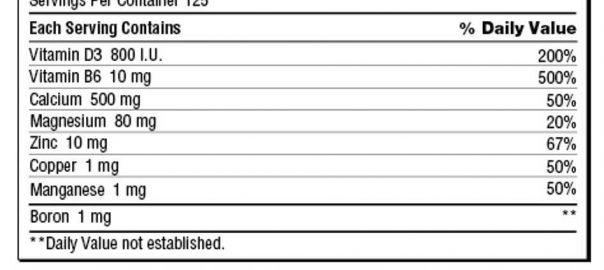 Servings Per Container 125
Each Serving Contains % Daily Value
Vitamin D3 800 I.U. 200%
Vitamin B6 10 mg 500%
Calcium 500 mg 50%
Magnesium 80 mg 20%
Zinc 10 mg 67%
Copper 1 mg 50%
Manganese 1 mg 50%
Boron 1 mg **
**Daily Value not established.